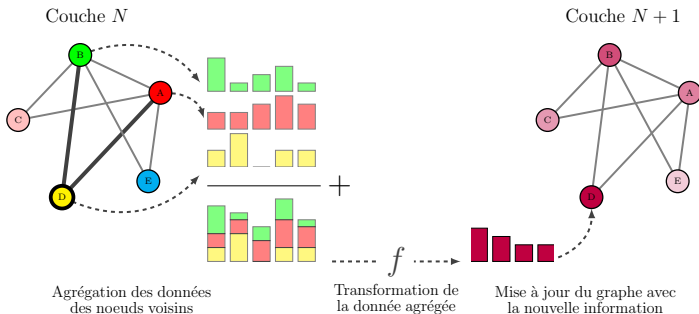 Couche N
Couche N + 1
B
A
C
E
D
+
f
B
A
C
E
D
Agrégation des données
des noeuds voisins
Transformation de
la donnée agrégée
Mise à jour du graphe avec
la nouvelle information